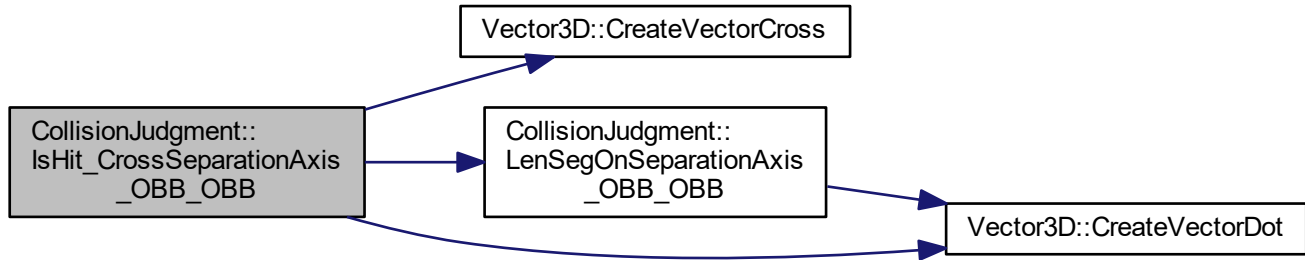 Vector3D::CreateVectorCross
CollisionJudgment::
IsHit_CrossSeparationAxis
_OBB_OBB
CollisionJudgment::
LenSegOnSeparationAxis
_OBB_OBB
Vector3D::CreateVectorDot